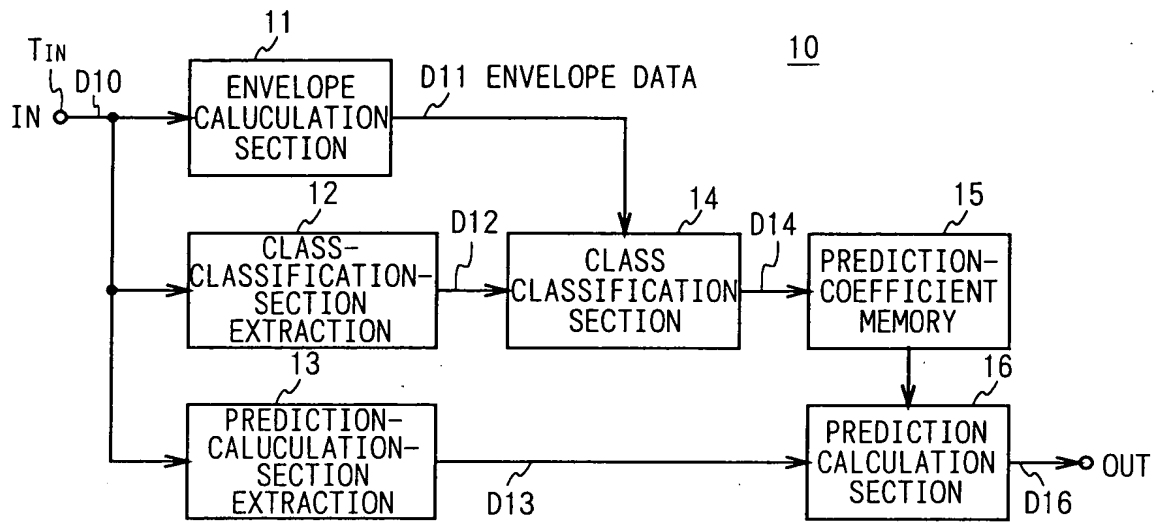 11
10
TIN
D10
IN
ENVELOPE
CALUCULATION
SECTION
D11 ENVELOPE DATA
12
CLASS-
CLASSIFICATION-
SECTION
EXTRACTION
D12
14
CLASS
CLASSIFICATION
SECTION
D14
15
PREDICTION-
COEFFICIENT
MEMORY
13
PREDICTION-
CALUCULATION-
SECTION
EXTRACTION
D13
16
PREDICTION
CALCULATION
SECTION
D16
OUT